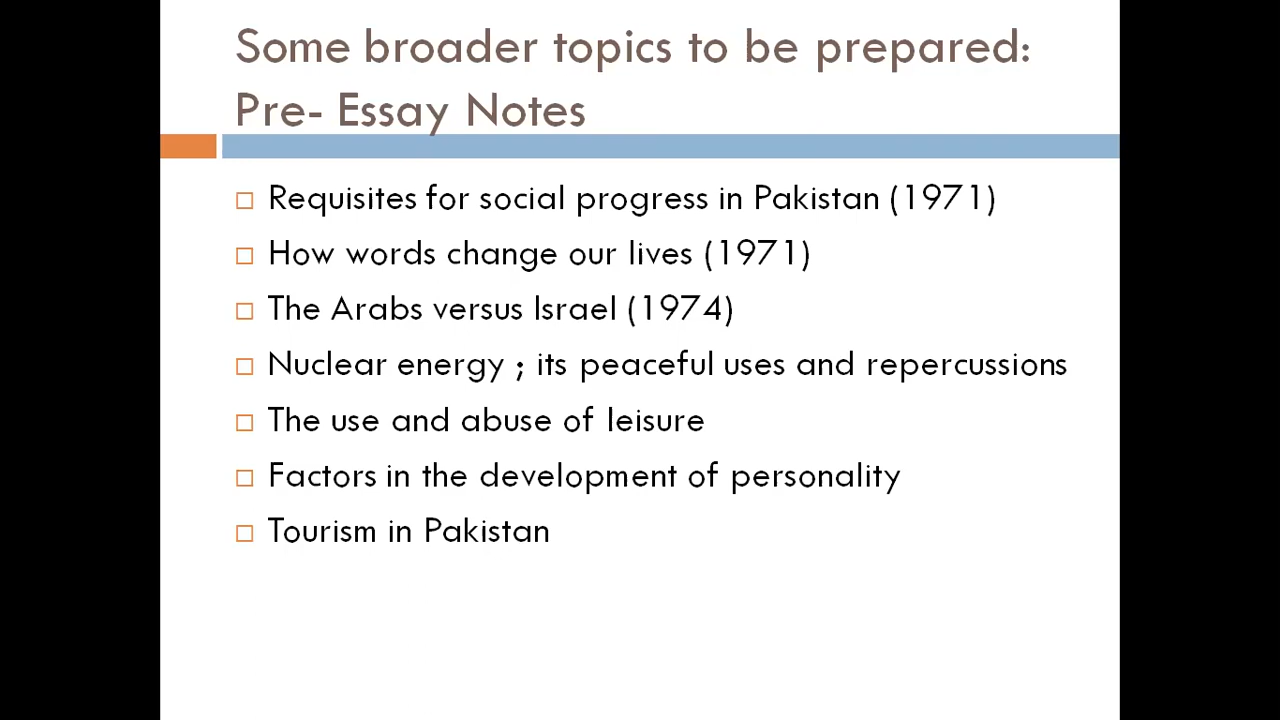 Some broader topics to be prepared:
Pre- Essay Notes
Requisites for social progress in Pakistan (1971)
How words change our lives (1971)
The Arabs versus Israel (1974)
Nuclear energy ; its peaceful uses and repercussions
The use and abuse of leisure
Factors in the development of personality
Tourism in Pakistan